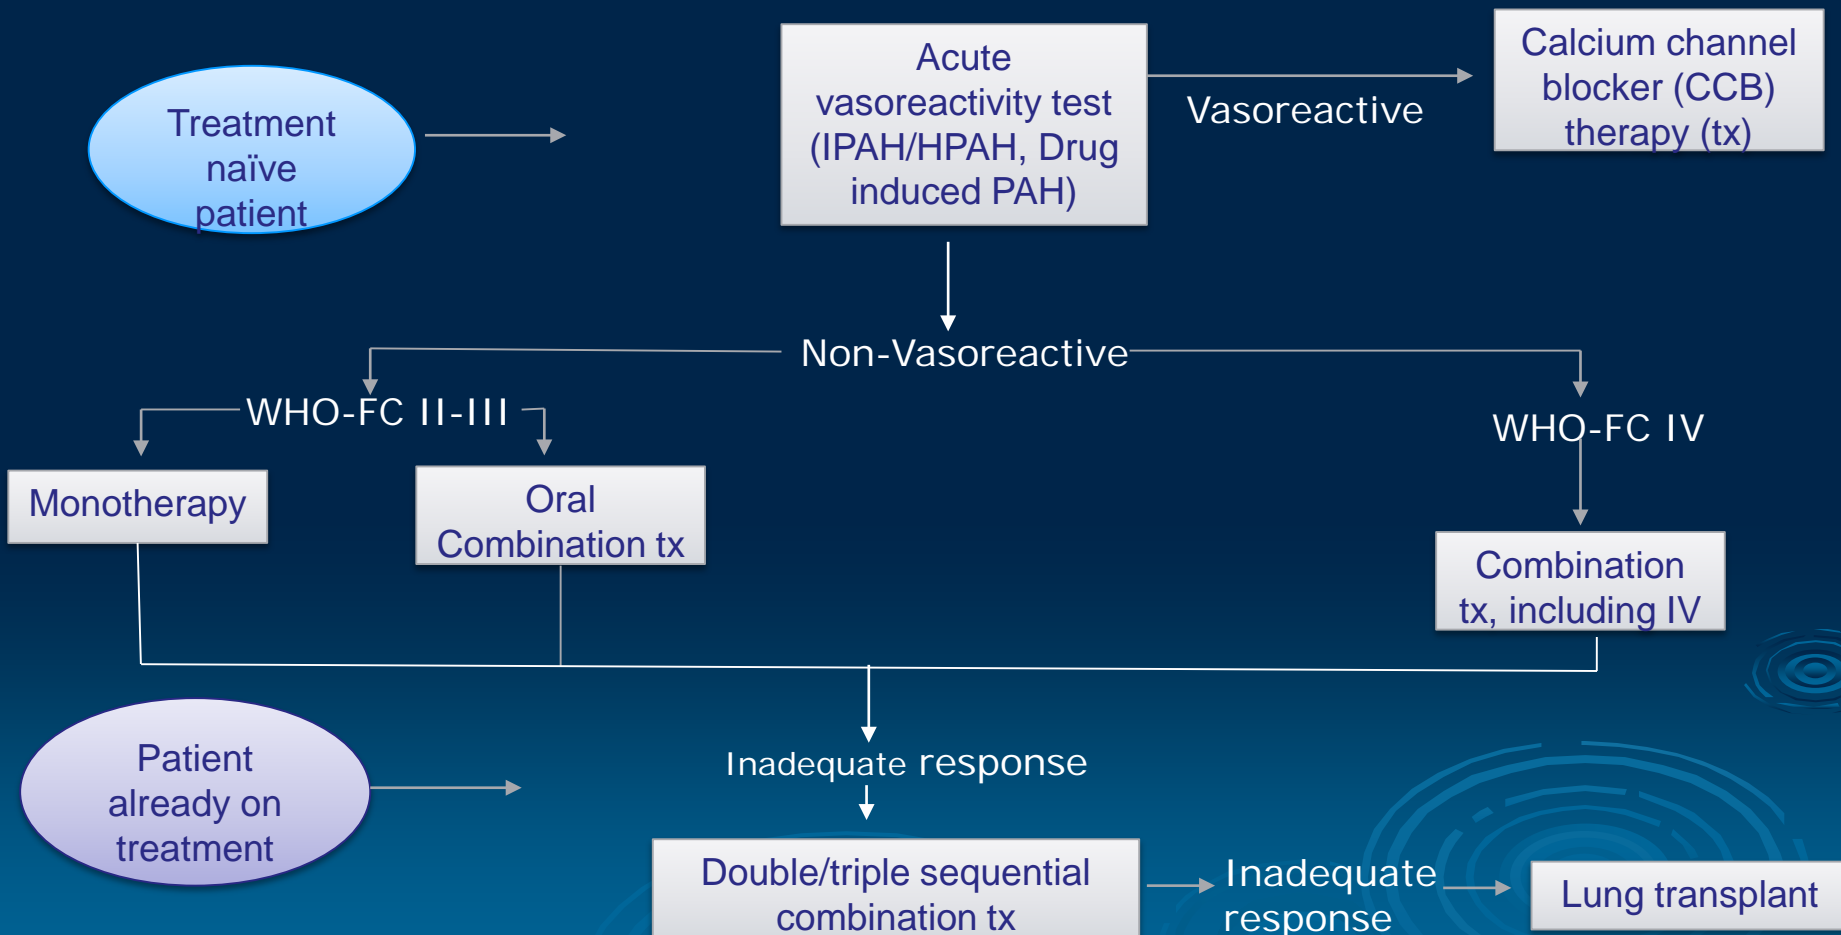 Treatment
naïve
patient
Acute
vasoreactivity test
(IPAH/HPAH, Drug
induced PAH)
Vasoreactive
Calcium channel
blocker (CCB)
therapy (tx)
Non-Vasoreactive
WHO-FC II-III
WHO-FC IV
Monotherapy
Oral
Combination tx
Combination
tx, including IV
Patient
already on
treatment
Inadequate response
Double/triple sequential
combination tx
Inadequate
response
Lung transplant